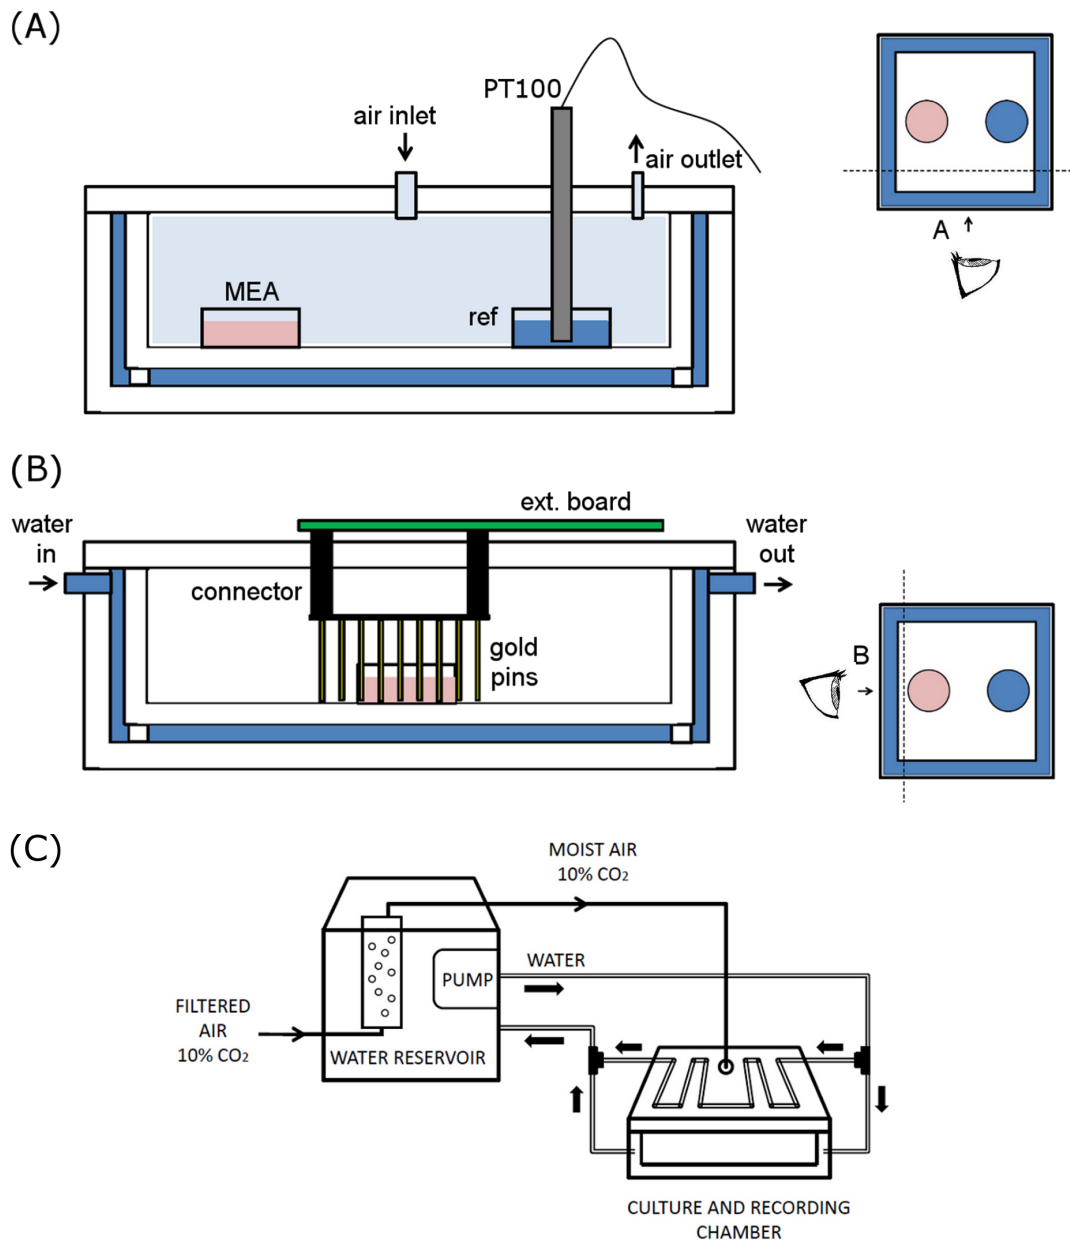 (A)
PT100
air inlet
air outlet
MEA
ref
A
(B)
ext. board
water
in
water
out
connector
gold
pins
B
(C)
MOIST AIR
10% CO₂
WATER
PUMP
FILTERED
AIR
10% CO₂
WATER RESERVOIR
CULTURE AND RECORDING
CHAMBER